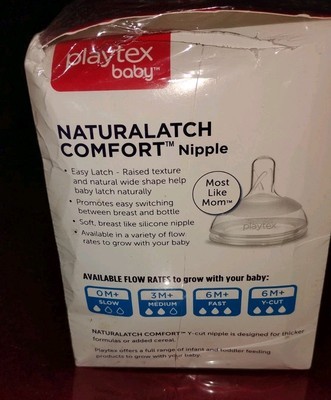 playtex
baby™
NATURALATCH
COMFORT™ Nipple
• Easy Latch - Raised texture
and natural wide shape help
baby latch naturally
• Promotes easy switching
between breast and bottle
• Soft, breast like silicone nipple
• Available in a variety of flow
rates to grow with your baby
Most
Like
Mom™
playtex
AVAILABLE FLOW RATES to grow with your baby:
0M+
SLOW
3M+
MEDIUM
6M+
FAST
6M+
Y-CUT
NATURALATCH COMFORT™ Y-cut nipple is designed for thicker
formulas or added cereal.
Playtex offers a full range of infant and toddler feeding
products to grow with your baby.